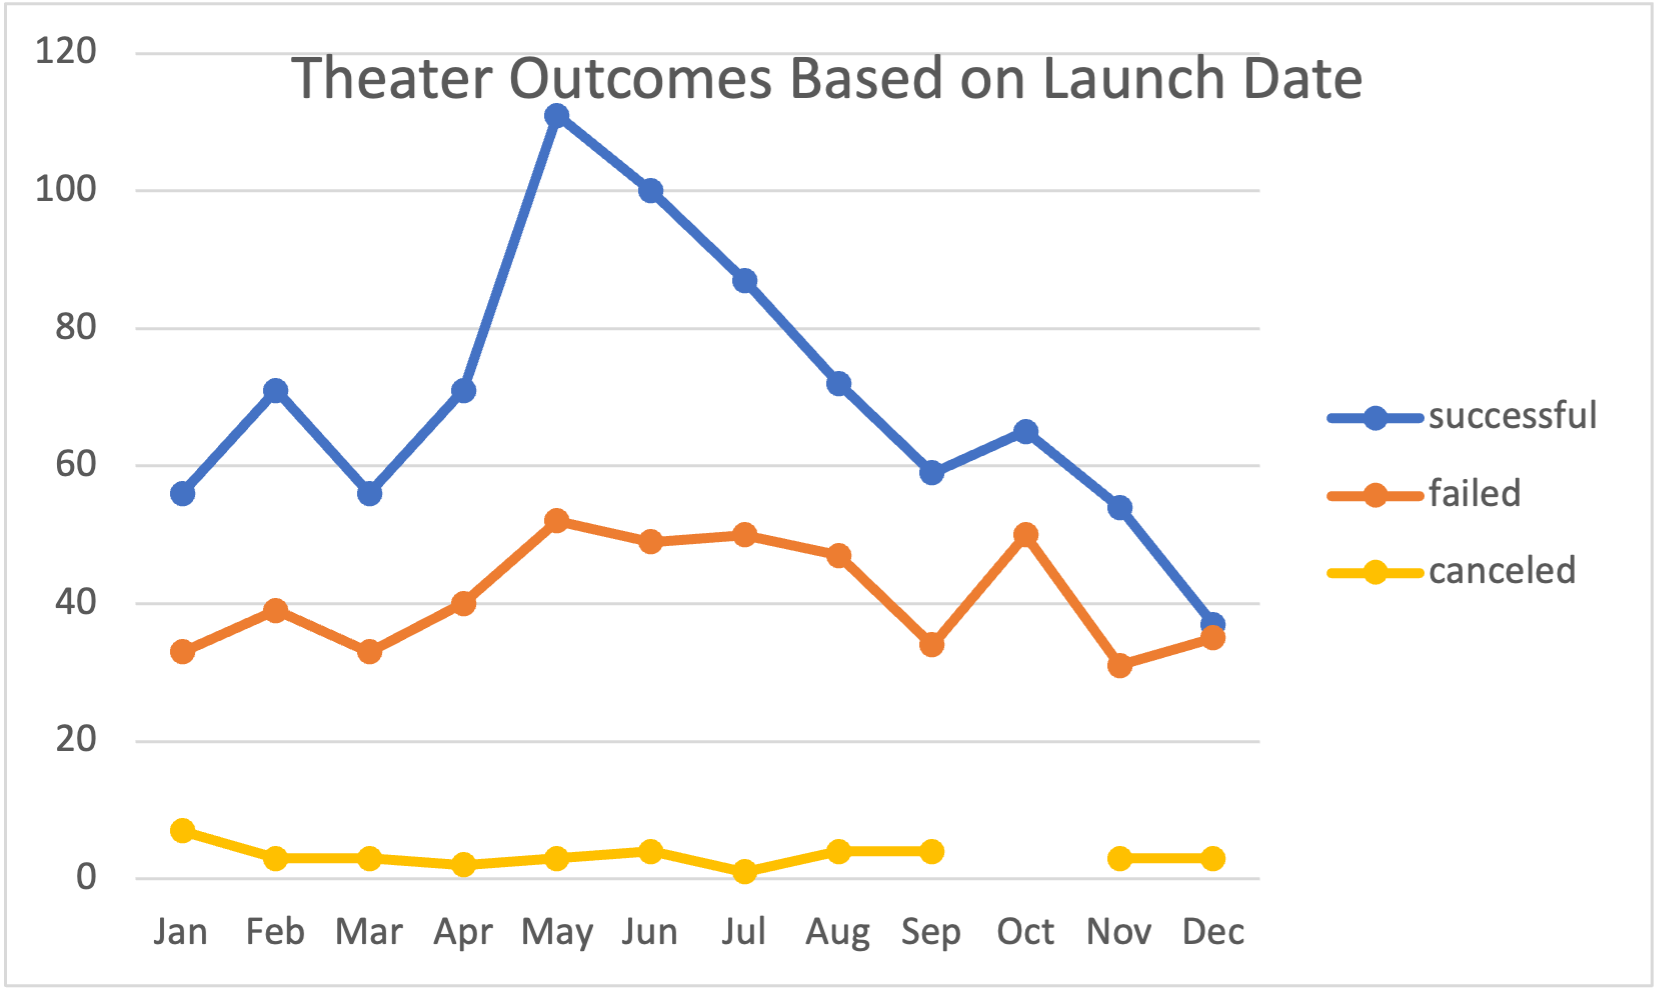 Theater Outcomes Based on Launch Date
120
100
80
60
40
20
0
Jan Feb Mar Apr May Jun Jul Aug Sep Oct Nov Dec
successful
failed
canceled